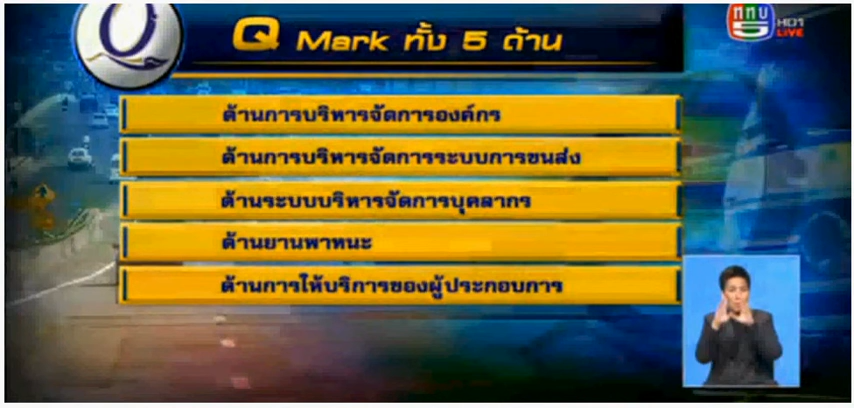 Q Mark ทั้ง 5 ด้าน
ททบ 5 HD1 LIVE
ด้านการบริหารจัดการองค์กร
ด้านการบริหารจัดการระบบการขนส่ง
ด้านระบบบริหารจัดการบุคลากร
ด้านยานพาหนะ
ด้านการให้บริการของผู้ประกอบการ